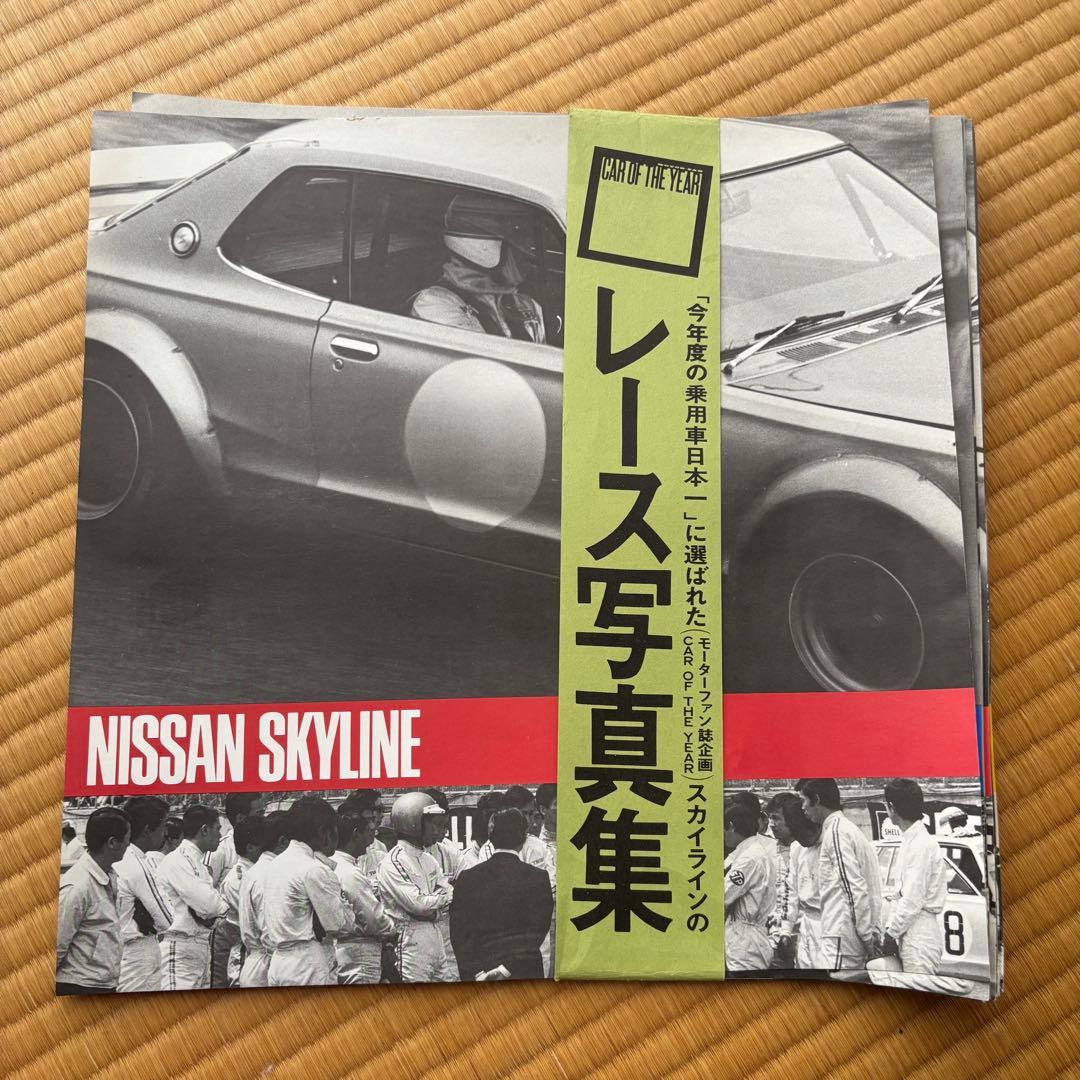 CAR OF THE YEAR
「今年度の乗用車日本一」に選ばれた(モーターファン誌企画 CAR OF THE YEAR)スカイラインの
レース写真集
NISSAN SKYLINE
SHELL
8